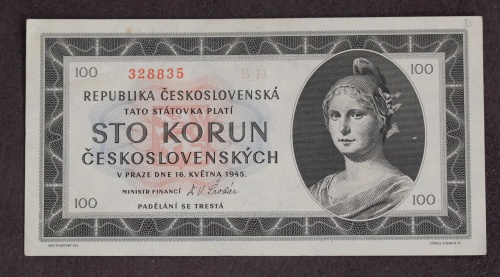 100 328835 B 11 100
REPUBLIKA ČESKOSLOVENSKÁ
TATO STÁTOVKA PLATÍ
STO KORUN
ČESKOSLOVENSKÝCH
V PRAZE DNE 16. KVĚTNA 1945.
MINISTR FINANCÍ
100 PADĚLÁNÍ SE TRESTÁ 100